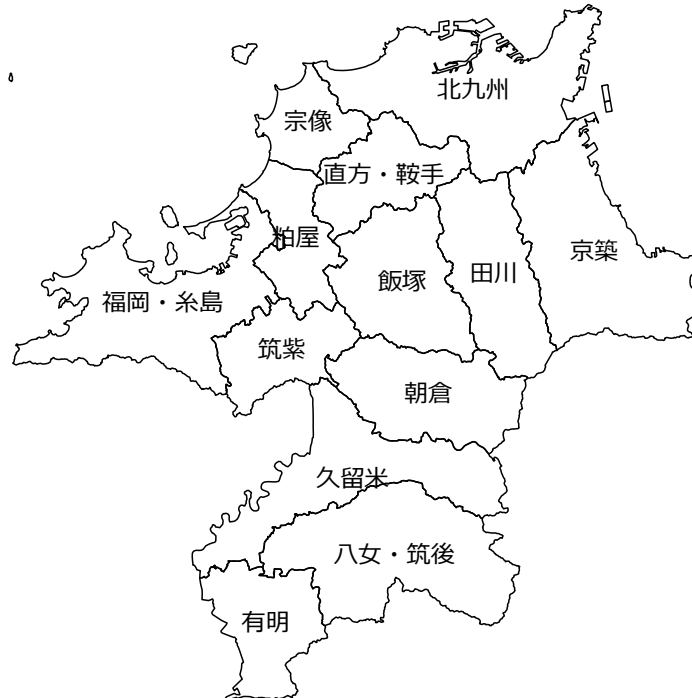 北九州
宗像
直方・鞍手
粕屋
京築
飯塚
田川
福岡・糸島
筑紫
朝倉
久留米
八女・筑後
有明